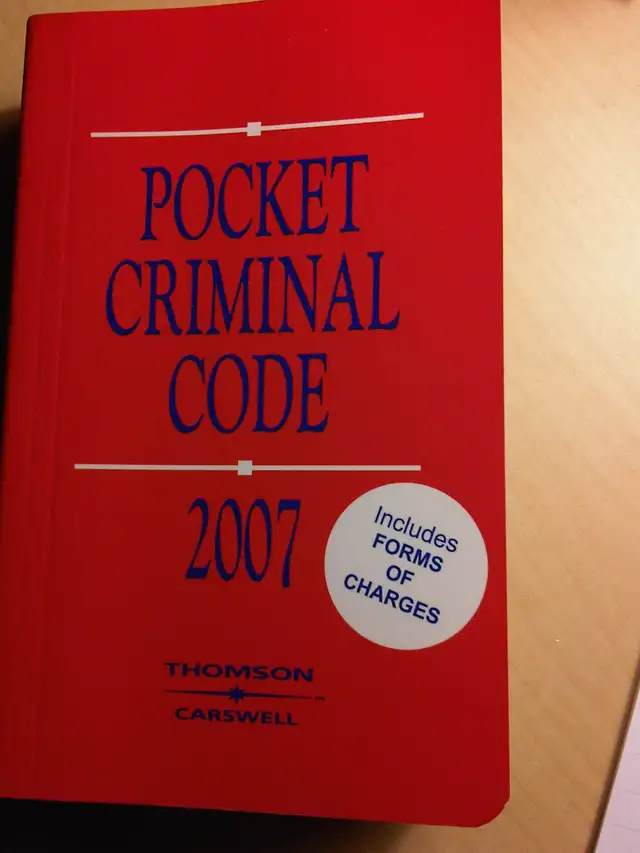 POCKET
CRIMINAL
CODE
2007
Includes
FORMS
OF
CHARGES
THOMSON
CARSWELL